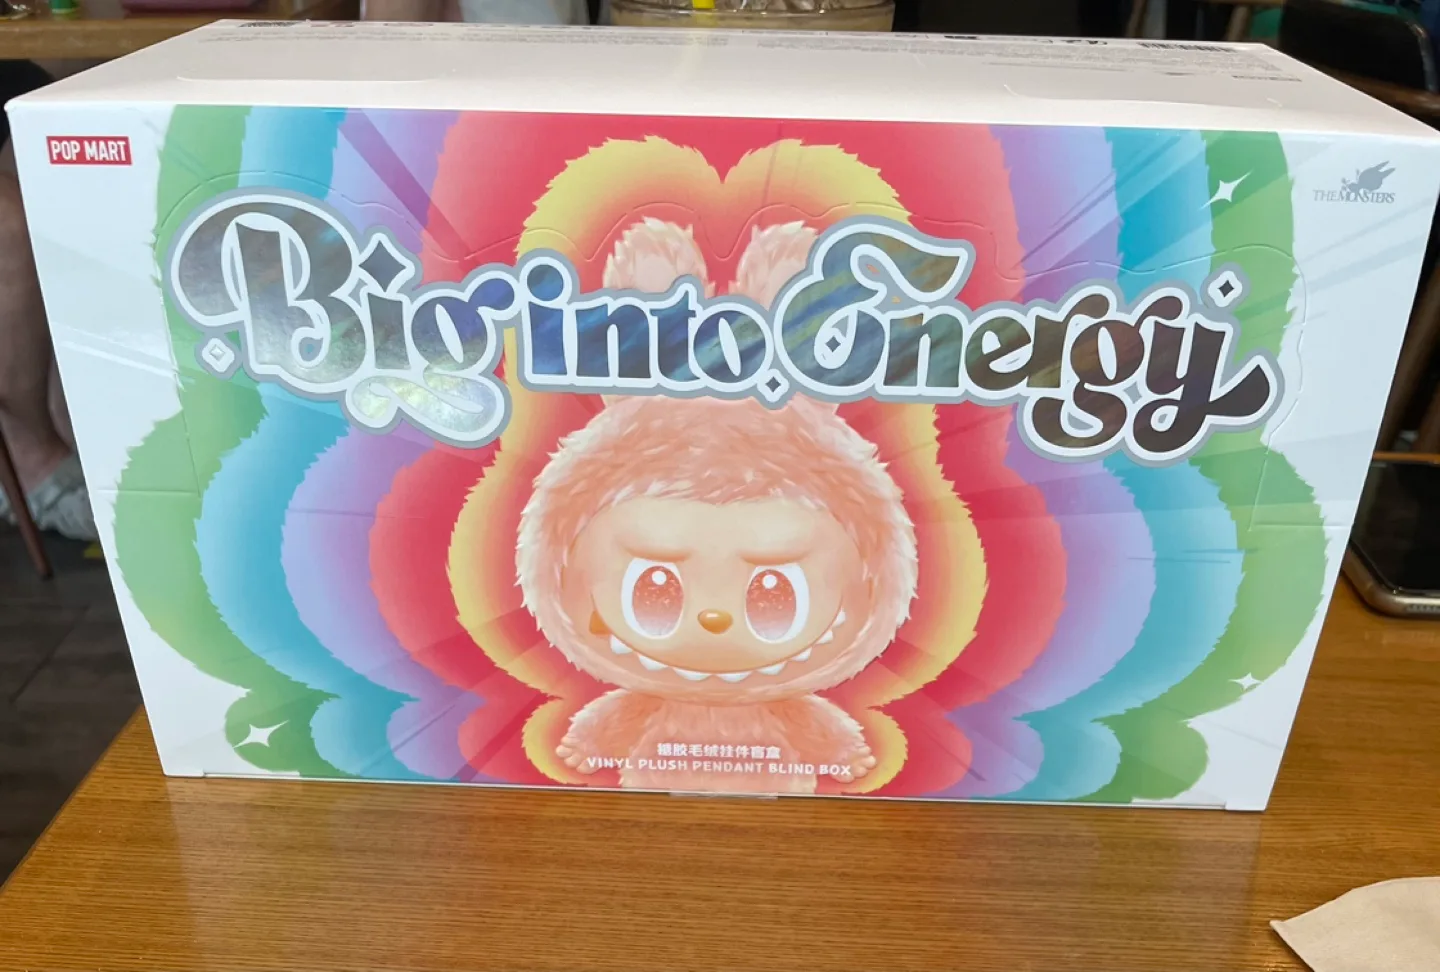 POP MART
THE MONSTERS
Big into Energy
搪胶毛绒挂件盲盒
VINYL PLUSH PENDANT BLIND BOX